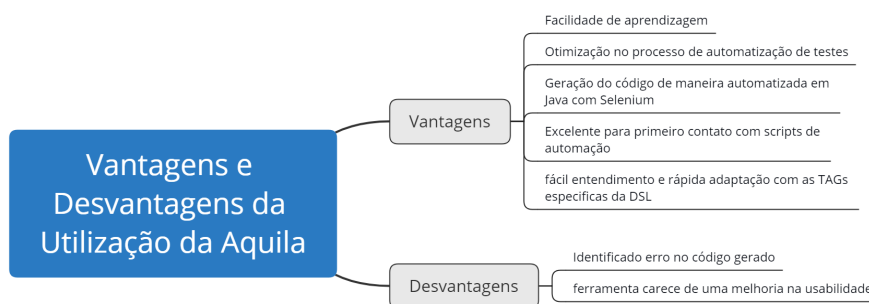 Vantagens e
Desvantagens da
Utilização da Aquila
Vantagens
Facilidade de aprendizagem
Otimização no processo de automatização de testes
Geração do código de maneira automatizada em
Java com Selenium
Excelente para primeiro contato com scripts de
automação
fácil entendimento e rápida adaptação com as TAGs
especificas da DSL
Desvantagens
Identificado erro no código gerado
ferramenta carece de uma melhoria na usabilidade